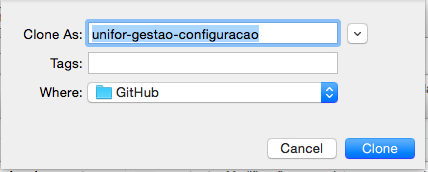 Clone As: unifor-gestao-configuracao
Tags:
Where: GitHub
Cancel Clone